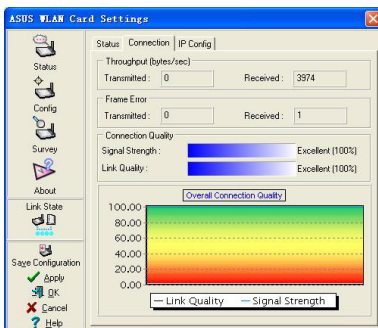 ASUS WLAN Card Settings
Status
Config
Survey
About
Link State
Save Configuration
Apply
OK
Cancel
Help
Status Connection IP Config
Throughput (bytes/sec)
Transmitted : 0 Received : 3974
Frame Error
Transmitted : 0 Received : 1
Connection Quality
Signal Strength : Excellent (100%)
Link Quality : Excellent (100%)
Overall Connection Quality
100.00
80.00
60.00
40.00
20.00
0.00
Link Quality Signal Strength